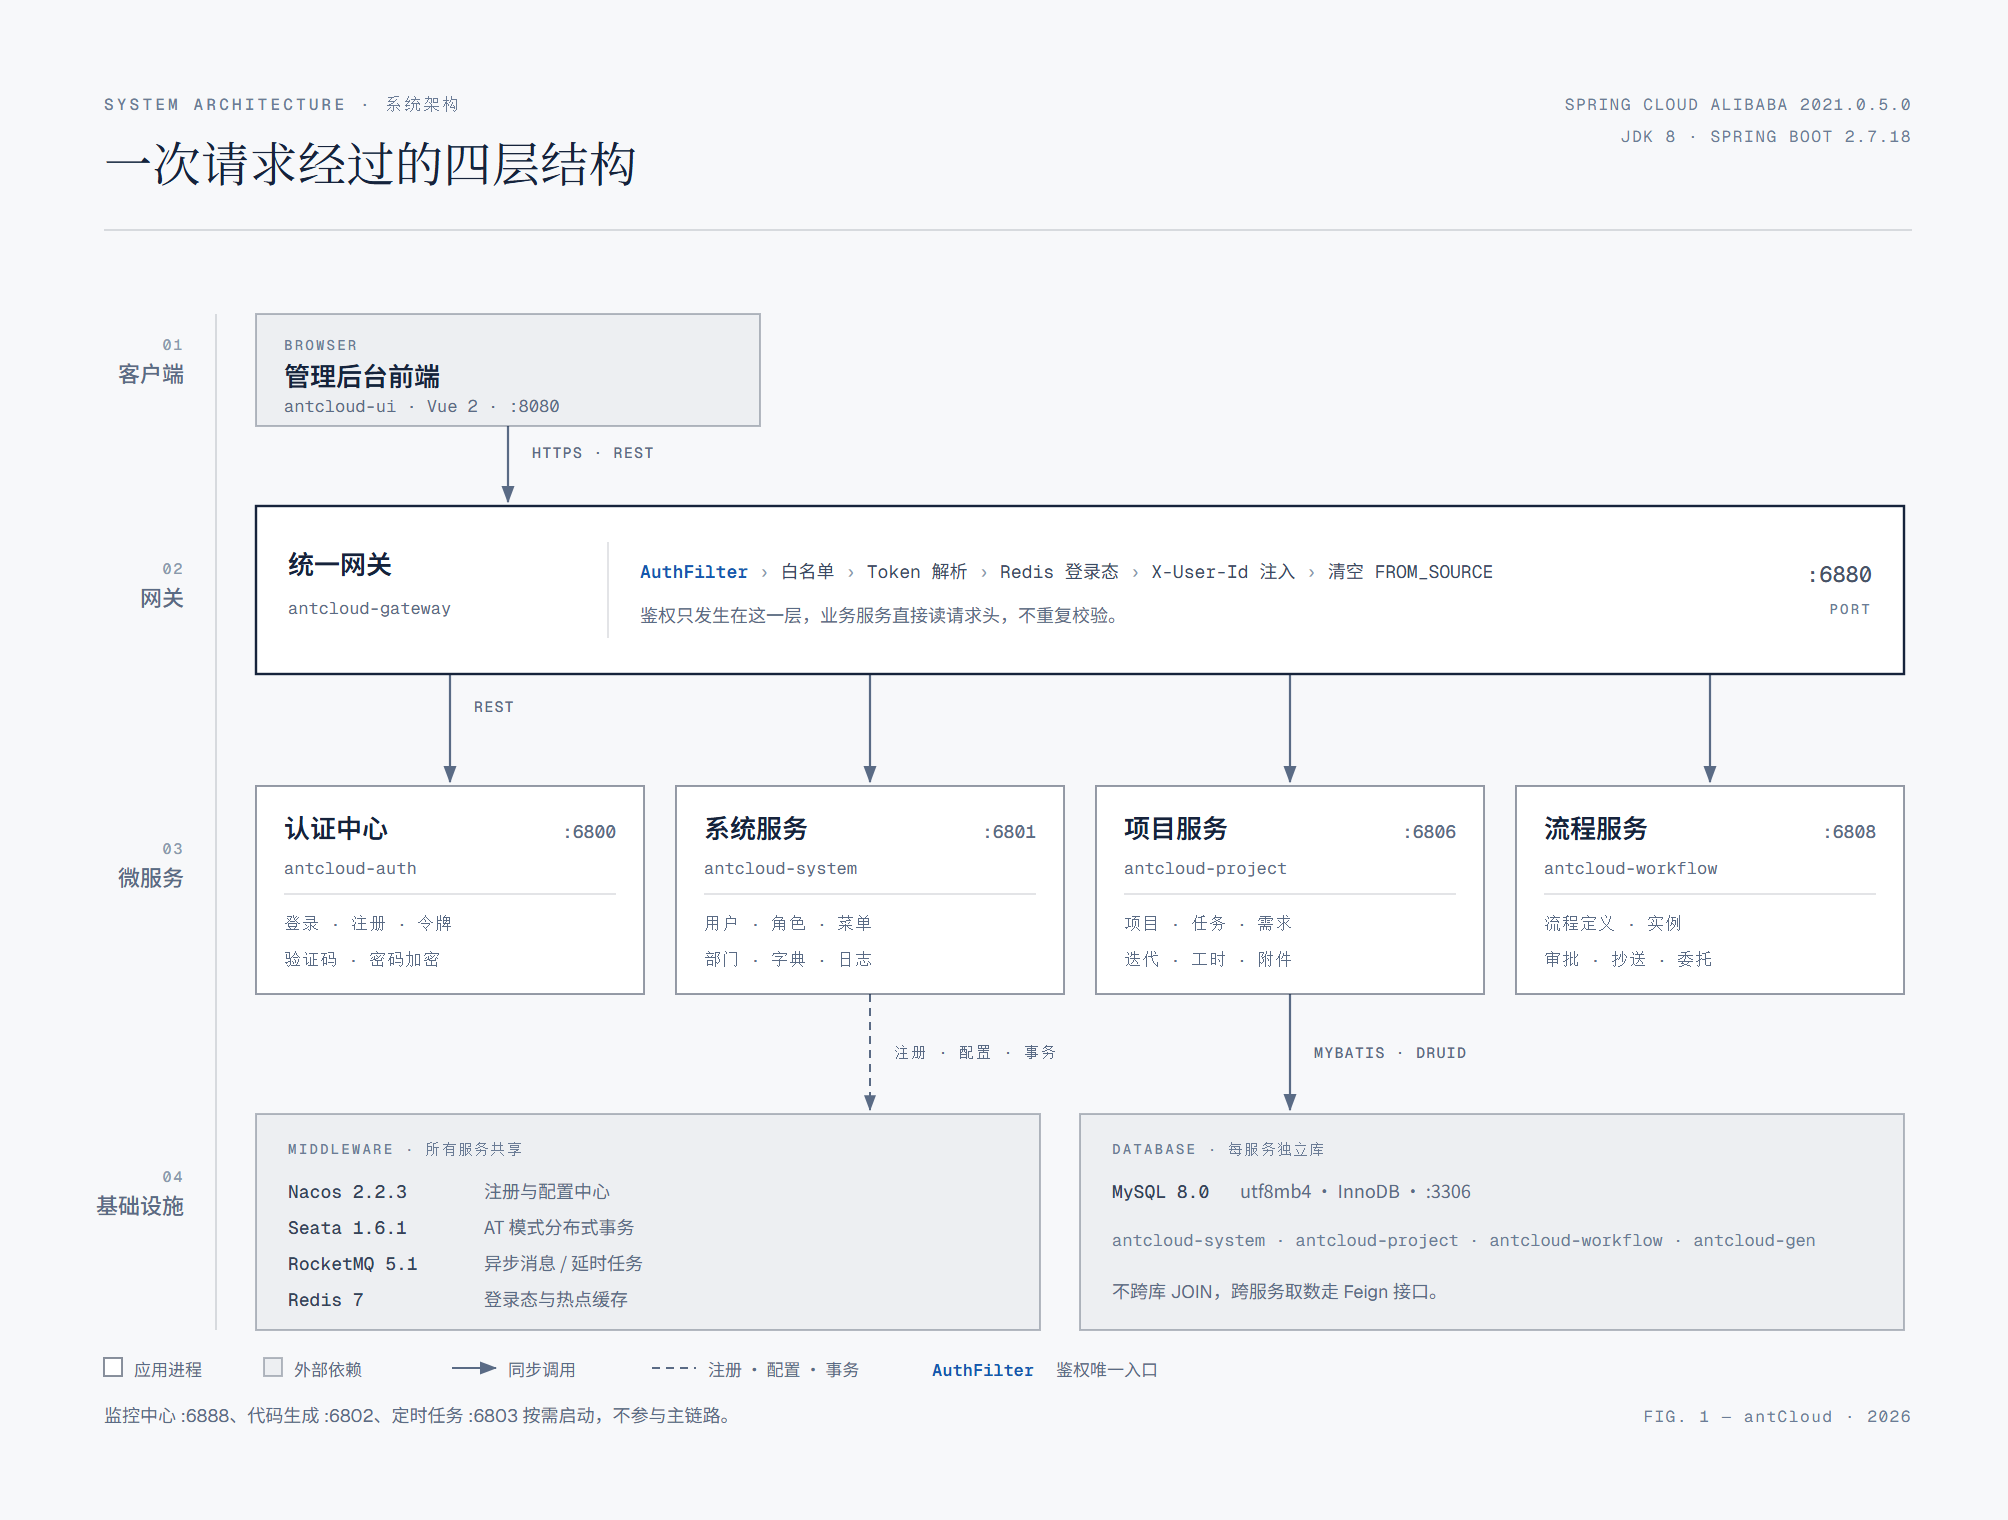 SYSTEM ARCHITECTURE · 系统架构
SPRING CLOUD ALIBABA 2021.0.5.0
JDK 8 · SPRING BOOT 2.7.18
一次请求经过的四层结构
01
客户端
BROWSER
管理后台前端
antcloud-ui · Vue 2 · :8080
HTTPS · REST
02
网关
统一网关
antcloud-gateway
AuthFilter › 白名单 › Token 解析 › Redis 登录态 › X-User-Id 注入 › 清空 FROM_SOURCE
鉴权只发生在这一层，业务服务直接读请求头，不重复校验。
:6880
PORT
REST
03
微服务
认证中心 :6800
antcloud-auth
登录 · 注册 · 令牌
验证码 · 密码加密
系统服务 :6801
antcloud-system
用户 · 角色 · 菜单
部门 · 字典 · 日志
项目服务 :6806
antcloud-project
项目 · 任务 · 需求
迭代 · 工时 · 附件
流程服务 :6808
antcloud-workflow
流程定义 · 实例
审批 · 抄送 · 委托
注册 · 配置 · 事务
MYBATIS · DRUID
04
基础设施
MIDDLEWARE · 所有服务共享
Nacos 2.2.3 注册与配置中心
Seata 1.6.1 AT 模式分布式事务
RocketMQ 5.1 异步消息 / 延时任务
Redis 7 登录态与热点缓存
DATABASE · 每服务独立库
MySQL 8.0 utf8mb4 • InnoDB • :3306
antcloud-system · antcloud-project · antcloud-workflow · antcloud-gen
不跨库 JOIN，跨服务取数走 Feign 接口。
应用进程 外部依赖 同步调用 注册 • 配置 • 事务 AuthFilter 鉴权唯一入口
监控中心 :6888、代码生成 :6802、定时任务 :6803 按需启动，不参与主链路。
FIG. 1 — antCloud · 2026